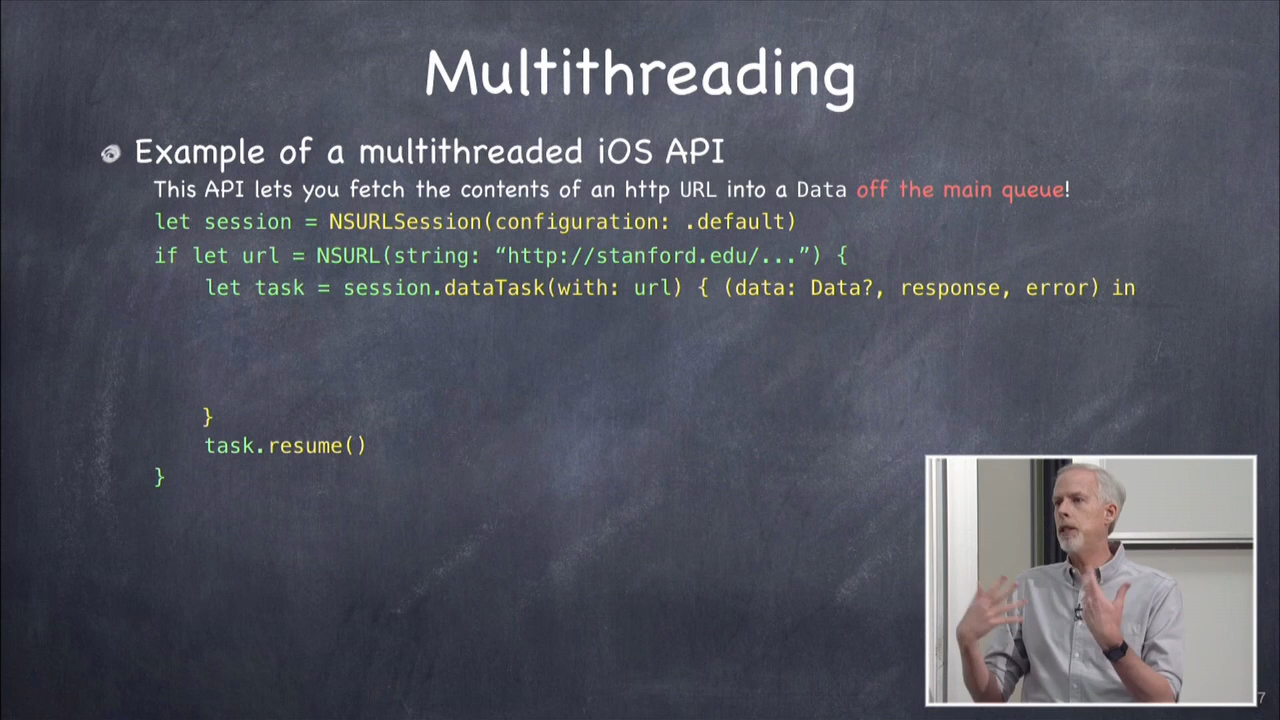 Multithreading
Example of a multithreaded iOS API
This API lets you fetch the contents of an http URL into a Data off the main queue!
let session = NSURLSession(configuration: .default)
if let url = NSURL(string: “http://stanford.edu/...”) {
let task = session.dataTask(with: url) { (data: Data?, response, error) in
}
task.resume()
}
7